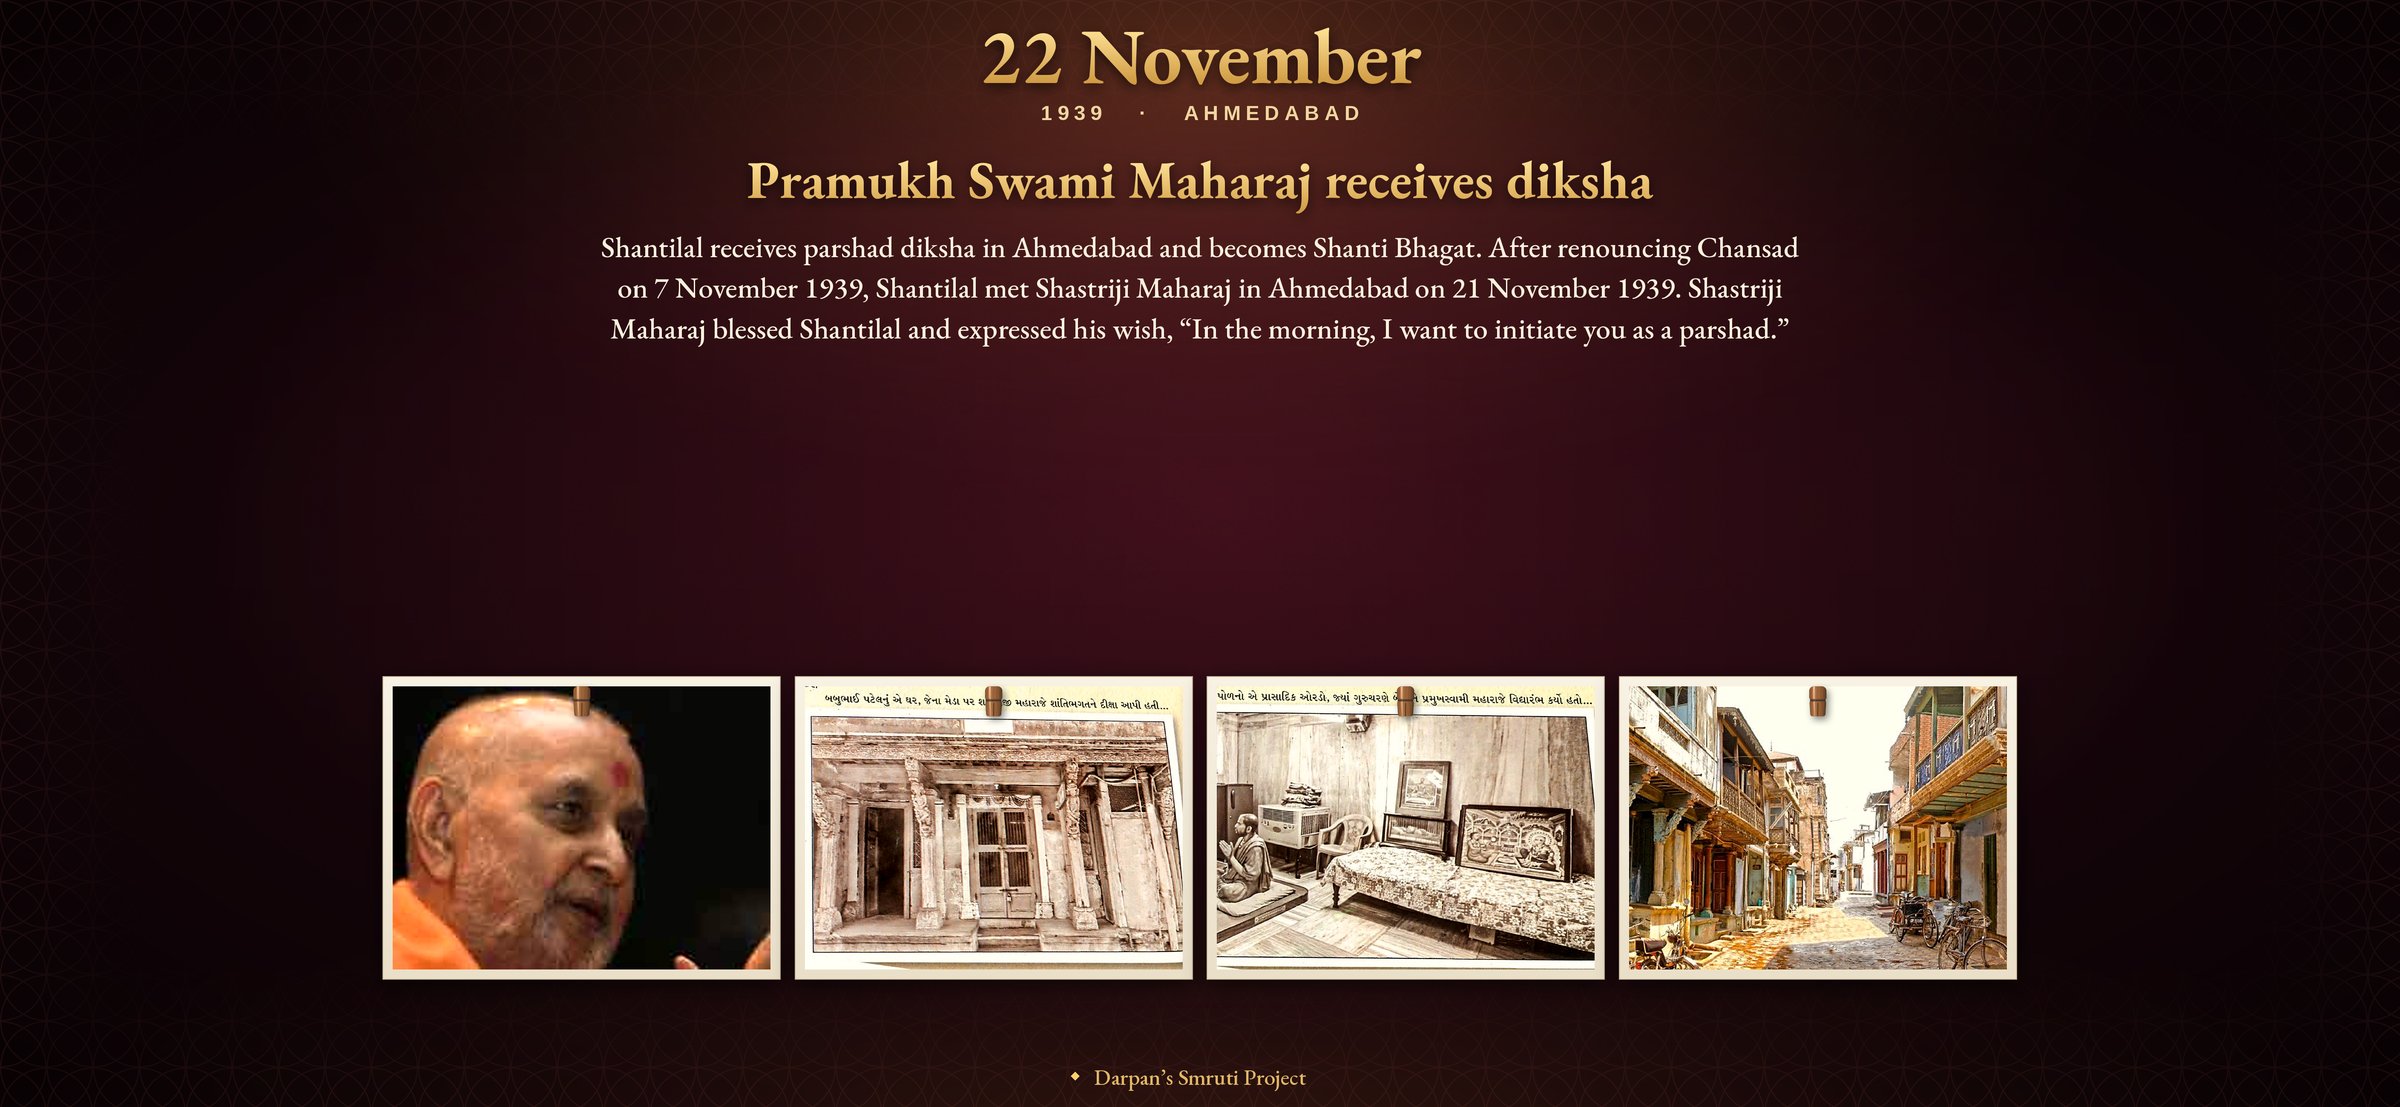 22 November
1939 · AHMEDABAD
Pramukh Swami Maharaj receives diksha
Shantilal receives parshad diksha in Ahmedabad and becomes Shanti Bhagat. After renouncing Chansad
on 7 November 1939, Shantilal met Shastriji Maharaj in Ahmedabad on 21 November 1939. Shastriji
Maharaj blessed Shantilal and expressed his wish, “In the morning, I want to initiate you as a parshad.”
બબુભાઈ પટેલનું એ ઘર, જેના મેડા પર મહારાજે શાંતિભગતને દીક્ષા આપી હતી...
પોળનો એ પ્રાસાદિક ઓરડો, જ્યાં ગુરુચરણે પ્રમુખસ્વામી મહારાજે વિદ્યારંભ કર્યો હતો...
Darpan’s Smruti Project